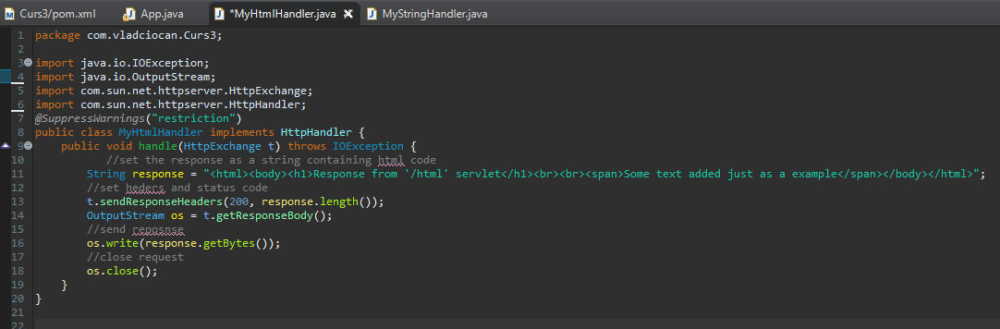 Curs3/pom.xml App.java *MyHtmlHandler.java MyStringHandler.java
1 package com.vladciocan.Curs3;
2
3 import java.io.IOException;
4 import java.io.OutputStream;
5 import com.sun.net.httpserver.HttpExchange;
6 import com.sun.net.httpserver.HttpHandler;
7 @SuppressWarnings("restriction")
8 public class MyHtmlHandler implements HttpHandler {
9 public void handle(HttpExchange t) throws IOException {
10 //set the response as a string containing html code
11 String response = "<html><body><h1>Response from '/html' servlet</h1><br><br><span>Some text added just as a example</span></body></html>";
12 //set heders and status code
13 t.sendResponseHeaders(200, response.length());
14 OutputStream os = t.getResponseBody();
15 //send reposnse
16 os.write(response.getBytes());
17 //close request
18 os.close();
19 }
20 }
21
22